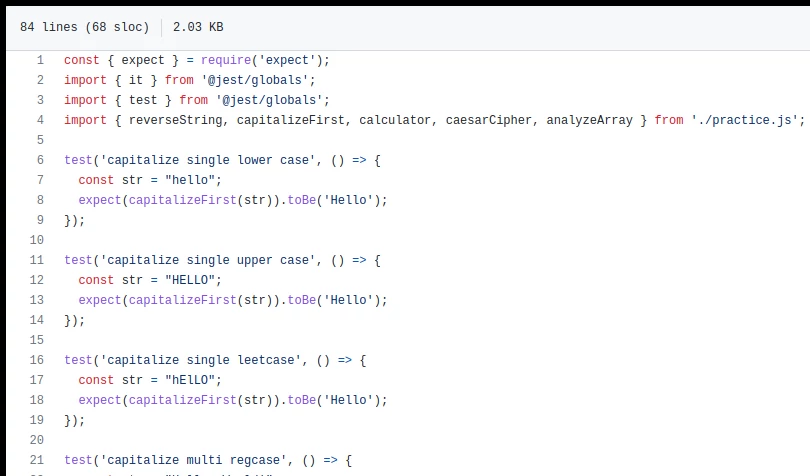 84 lines (68 sloc) 2.03 KB
1 const { expect } = require('expect');
2 import { it } from '@jest/globals';
3 import { test } from '@jest/globals';
4 import { reverseString, capitalizeFirst, calculator, caesarCipher, analyzeArray } from './practice.js';
5
6 test('capitalize single lower case', () => {
7 const str = "hello";
8 expect(capitalizeFirst(str)).toBe('Hello');
9 });
10
11 test('capitalize single upper case', () => {
12 const str = "HELLO";
13 expect(capitalizeFirst(str)).toBe('Hello');
14 });
15
16 test('capitalize single leetcase', () => {
17 const str = "hElLO";
18 expect(capitalizeFirst(str)).toBe('Hello');
19 });
20
21 test('capitalize multi regcase', () => {